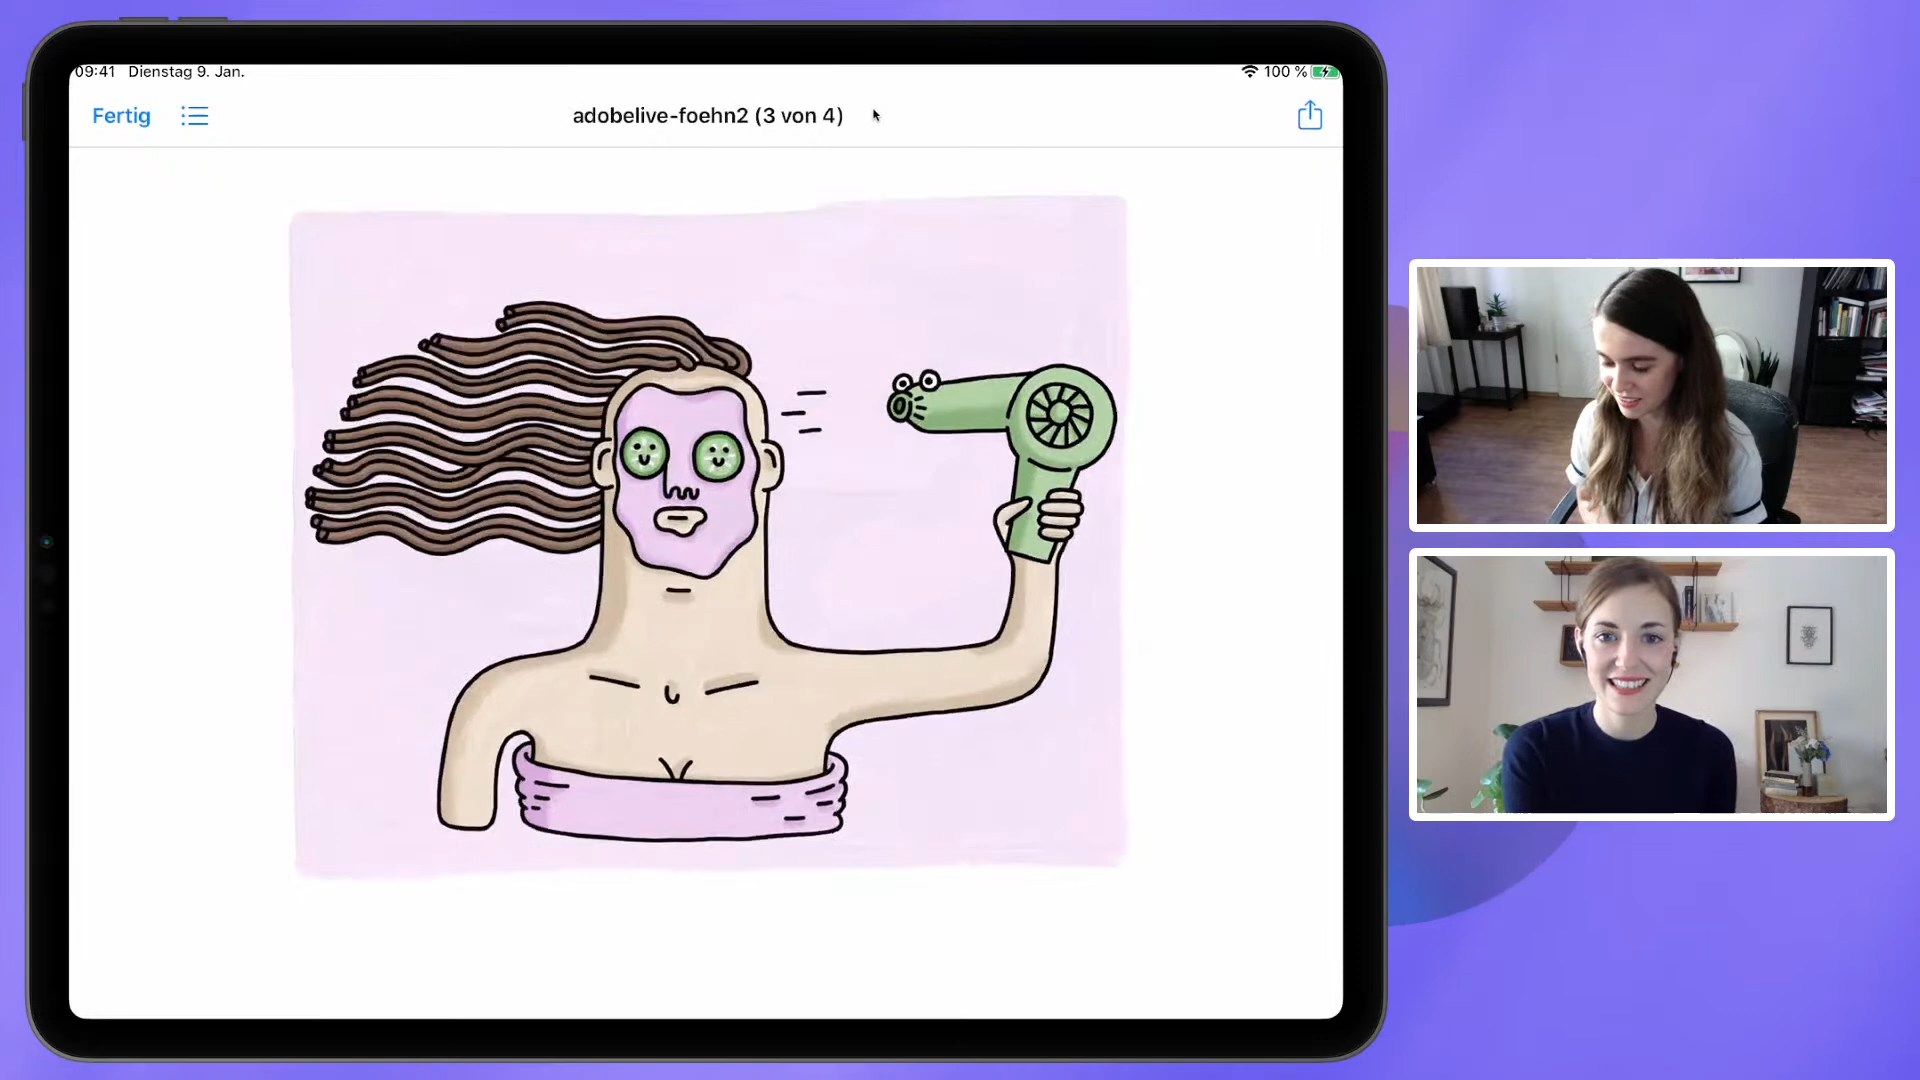 09:41 Dienstag 9. Jan.
100 %
Fertig
adobelive-foehn2 (3 von 4)